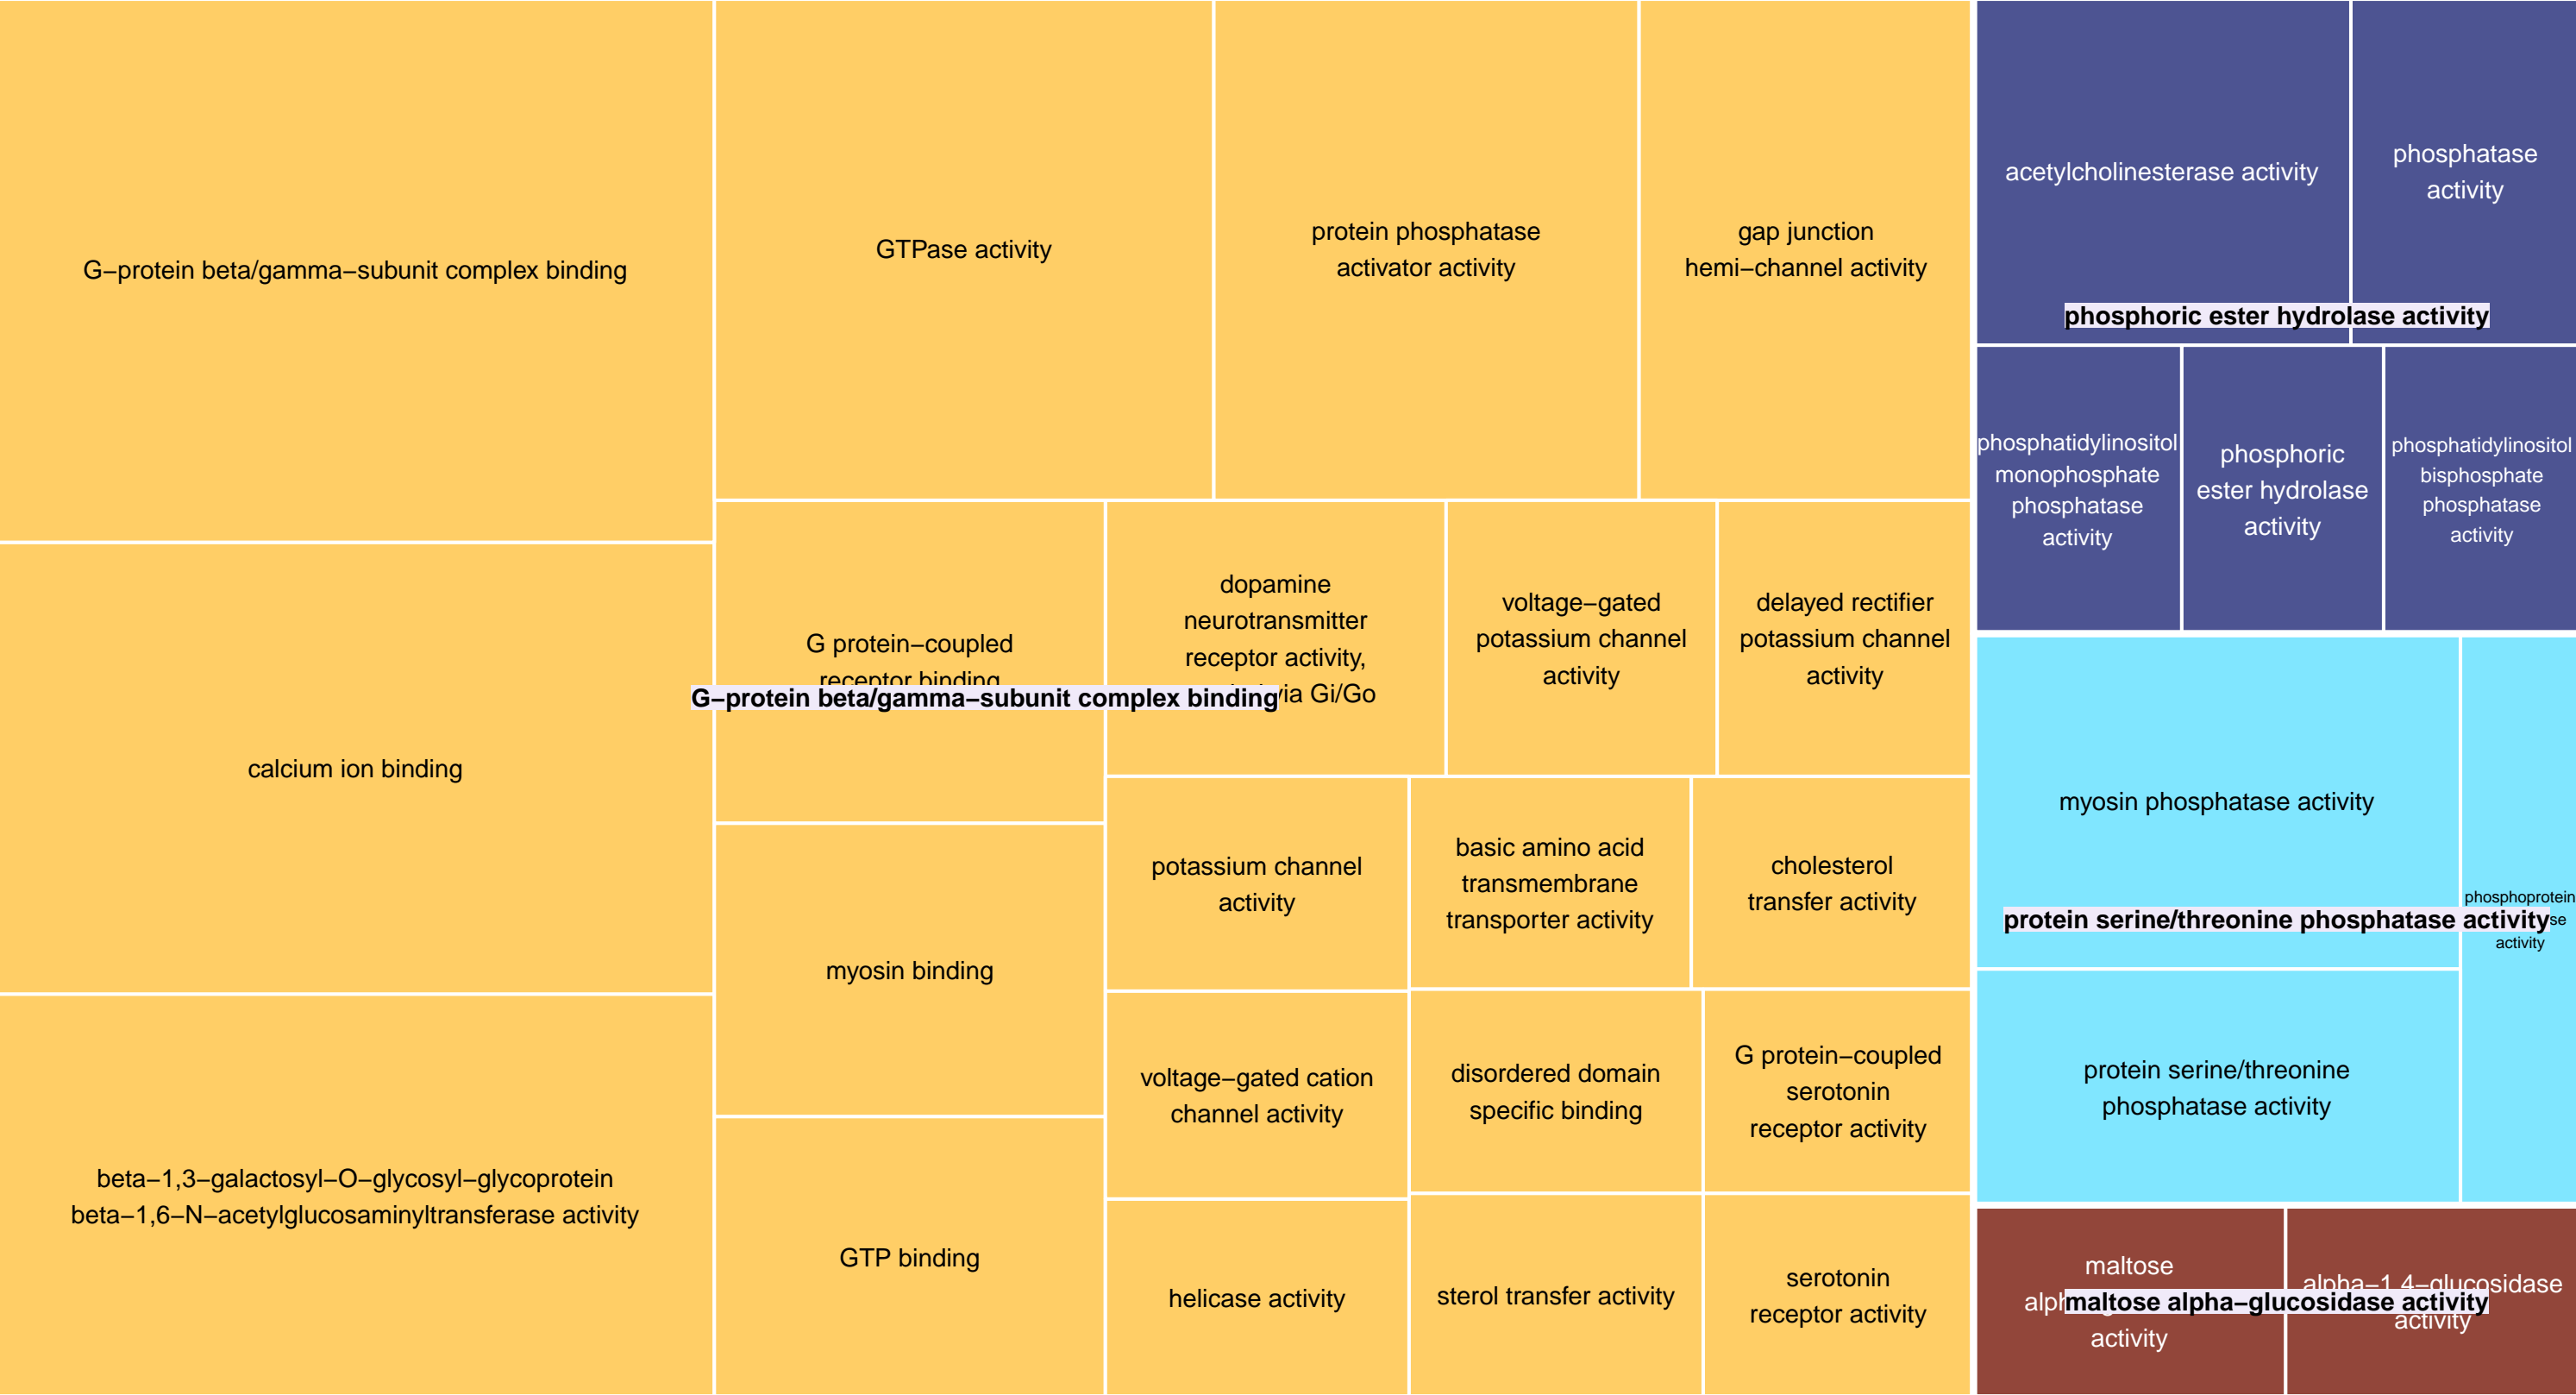 G−protein beta/gamma−subunit complex binding
GTPase activity
protein phosphatase
activator activity
gap junction
hemi−channel activity
calcium ion binding
beta−1,3−galactosyl−O−glycosyl−glycoprotein
beta−1,6−N−acetylglucosaminyltransferase activity
G protein−coupled
receptor binding
G−protein beta/gamma−subunit complex binding
dopamine
neurotransmitter
receptor activity,
via Gi/Go
voltage−gated
potassium channel
activity
delayed rectifier
potassium channel
activity
myosin binding
GTP binding
potassium channel
activity
basic amino acid
transmembrane
transporter activity
cholesterol
transfer activity
voltage−gated cation
channel activity
disordered domain
specific binding
G protein−coupled
serotonin
receptor activity
helicase activity
sterol transfer activity
serotonin
receptor activity
acetylcholinesterase activity
phosphatase
activity
phosphoric ester hydrolase activity
phosphatidylinositol
monophosphate
phosphatase
activity
phosphoric
ester hydrolase
activity
phosphatidylinositol
bisphosphate
phosphatase
activity
myosin phosphatase activity
phosphoprotein
activity
protein serine/threonine phosphatase activity
protein serine/threonine
phosphatase activity
maltose
activity
maltose alpha−glucosidase activity
alpha−1,4−glucosidase
activity